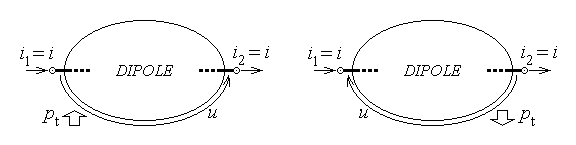 i₁=i DIPOLE i₂=i
pₜ u
i₁=i DIPOLE i₂=i
u pₜ